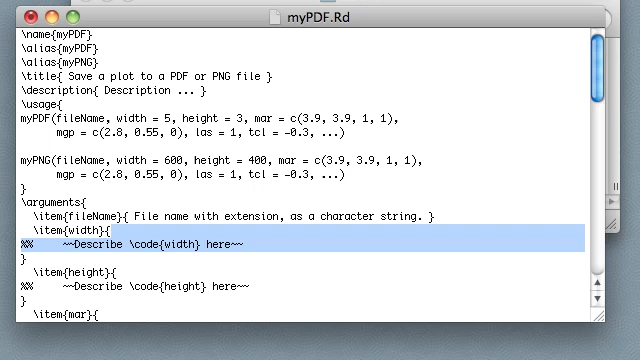 myPDF.Rd
\name{myPDF}
\alias{myPDF}
\alias{myPNG}
\title{ Save a plot to a PDF or PNG file }
\description{ Description ... }
\usage{
myPDF(fileName, width = 5, height = 3, mar = c(3.9, 3.9, 1, 1),
      mgp = c(2.8, 0.55, 0), las = 1, tcl = -0.3, ...)

myPNG(fileName, width = 600, height = 400, mar = c(3.9, 3.9, 1, 1),
      mgp = c(2.8, 0.55, 0), las = 1, tcl = -0.3, ...)
}
\arguments{
  \item{fileName}{ File name with extension, as a character string. }
  \item{width}{
%%     ~~Describe \code{width} here~~
}
  \item{height}{
%%     ~~Describe \code{height} here~~
}
  \item{mar}{